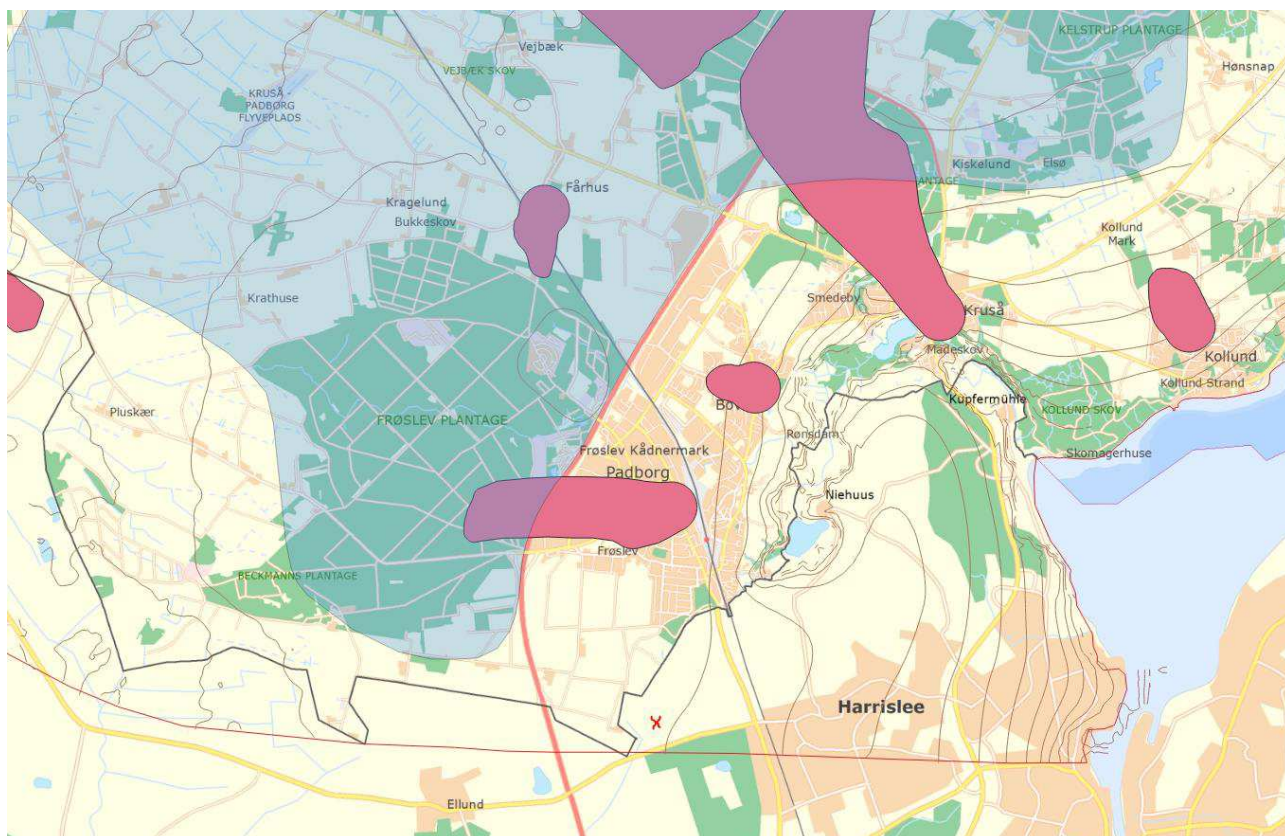 KELSTRUP PLANTAGE
Vejbæk
Hønsnap
VEJBÆK SKOV
KRUSÅ -
PADBORG
FLYVEPLADS
Kiskelund
Elsø
Fårhus
ANTAGE
Kragelund
Bukkeskov
Kollund
Mark
Krathuse
Smedeby
Kruså
Madeskov
Kollund
Kollund Strand
Kupfermühle
Pluskær
FRØSLEV PLANTAGE
KOLLUND SKOV
Rønsdam
Frøslev Kådnermark
Skomagerhuse
Padborg
Niehuus
Frøslev
BECKMANNS PLANTAGE
Harrislee
Ellund